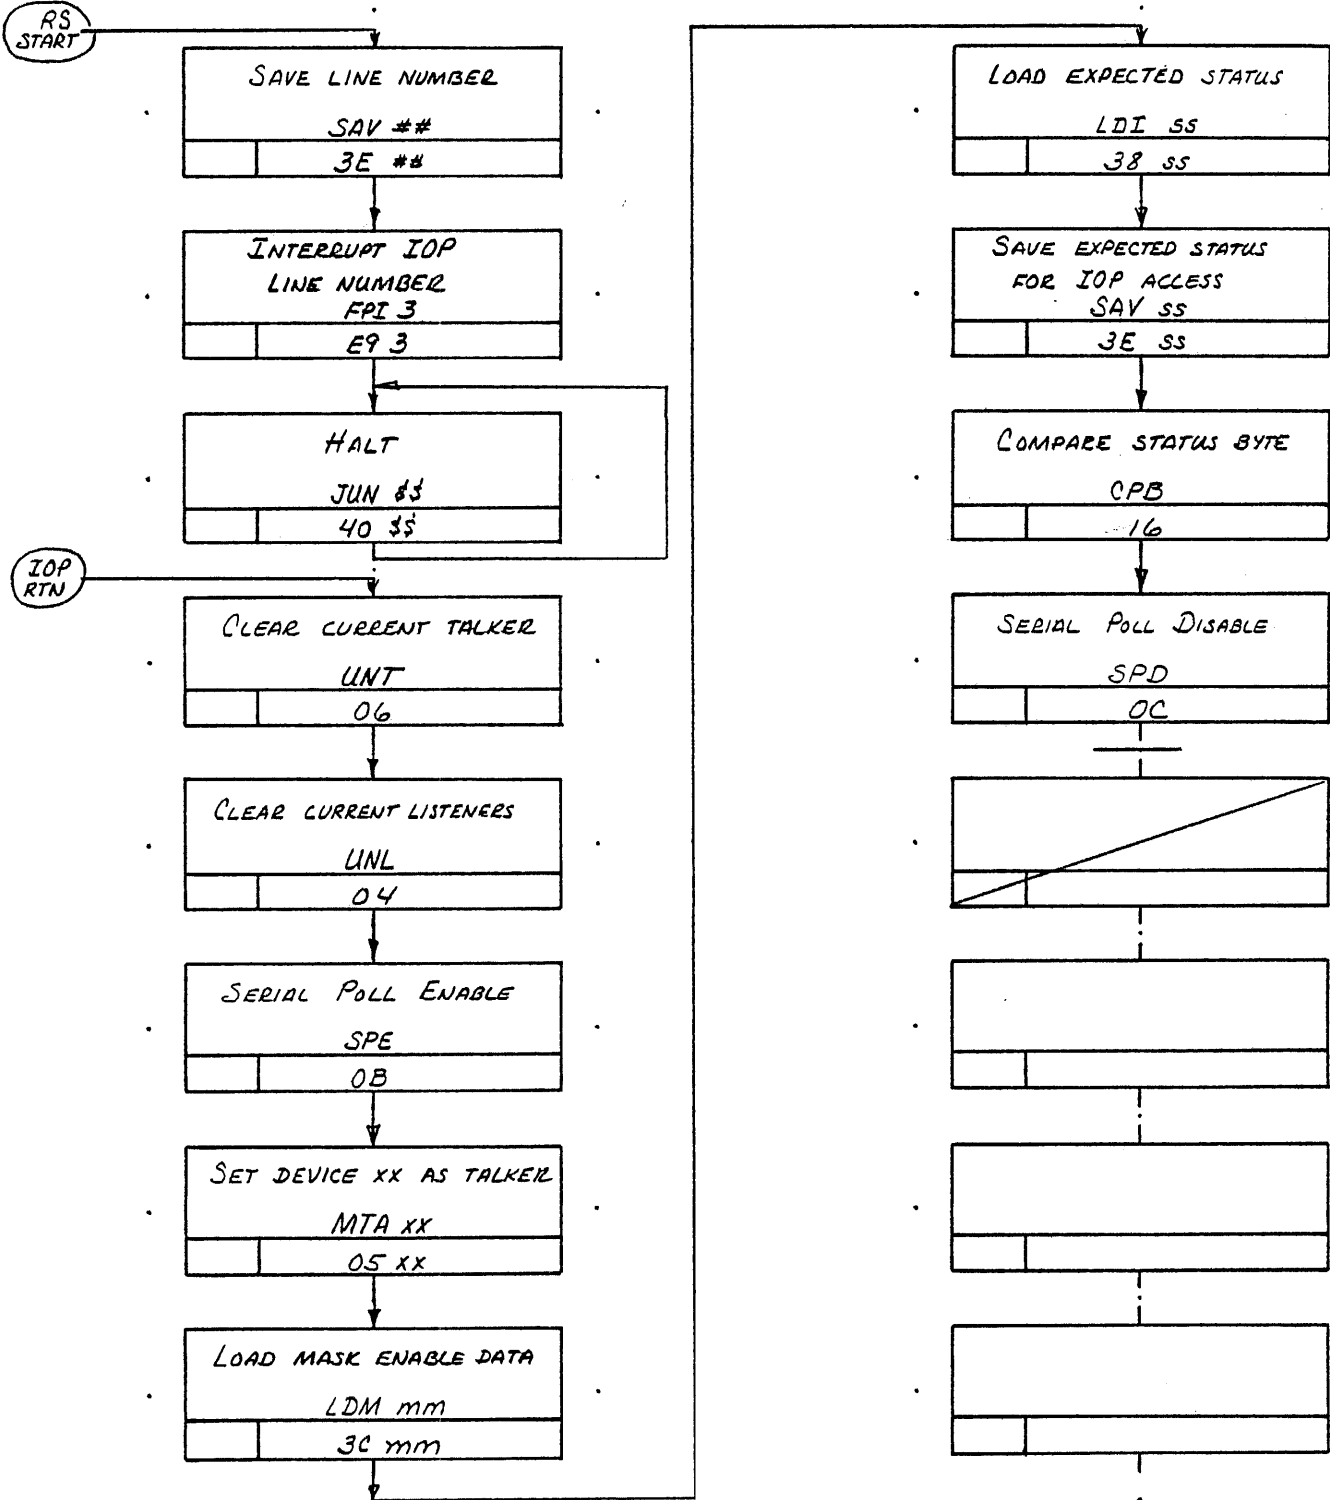 RS
START
SAVE LINE NUMBER
SAV ##
3E ##
INTERRUPT IOP
LINE NUMBER
FPI 3
E9 3
HALT
JUN $$
40 $$
IOP
RTN
CLEAR CURRENT TALKER
UNT
06
CLEAR CURRENT LISTENERS
UNL
04
SERIAL POLL ENABLE
SPE
0B
SET DEVICE XX AS TALKER
MTA XX
05 XX
LOAD MASK ENABLE DATA
LDM mm
3C mm
LOAD EXPECTED STATUS
LDI SS
38 SS
SAVE EXPECTED STATUS
FOR IOP ACCESS
SAV SS
3E SS
COMPARE STATUS BYTE
CPB
16
SERIAL POLL DISABLE
SPD
0C